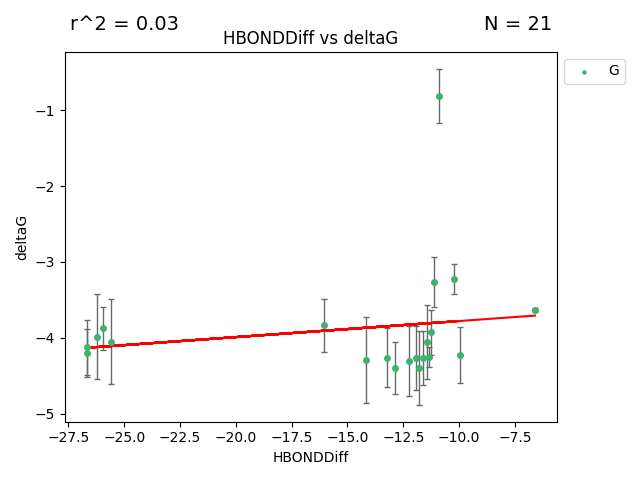 r^2 = 0.03
N = 21
HBONDDiff vs deltaG
G
−1
−2
−3
−4
−5
deltaG
−27.5 −25.0 −22.5 −20.0 −17.5 −15.0 −12.5 −10.0 −7.5
HBONDDiff